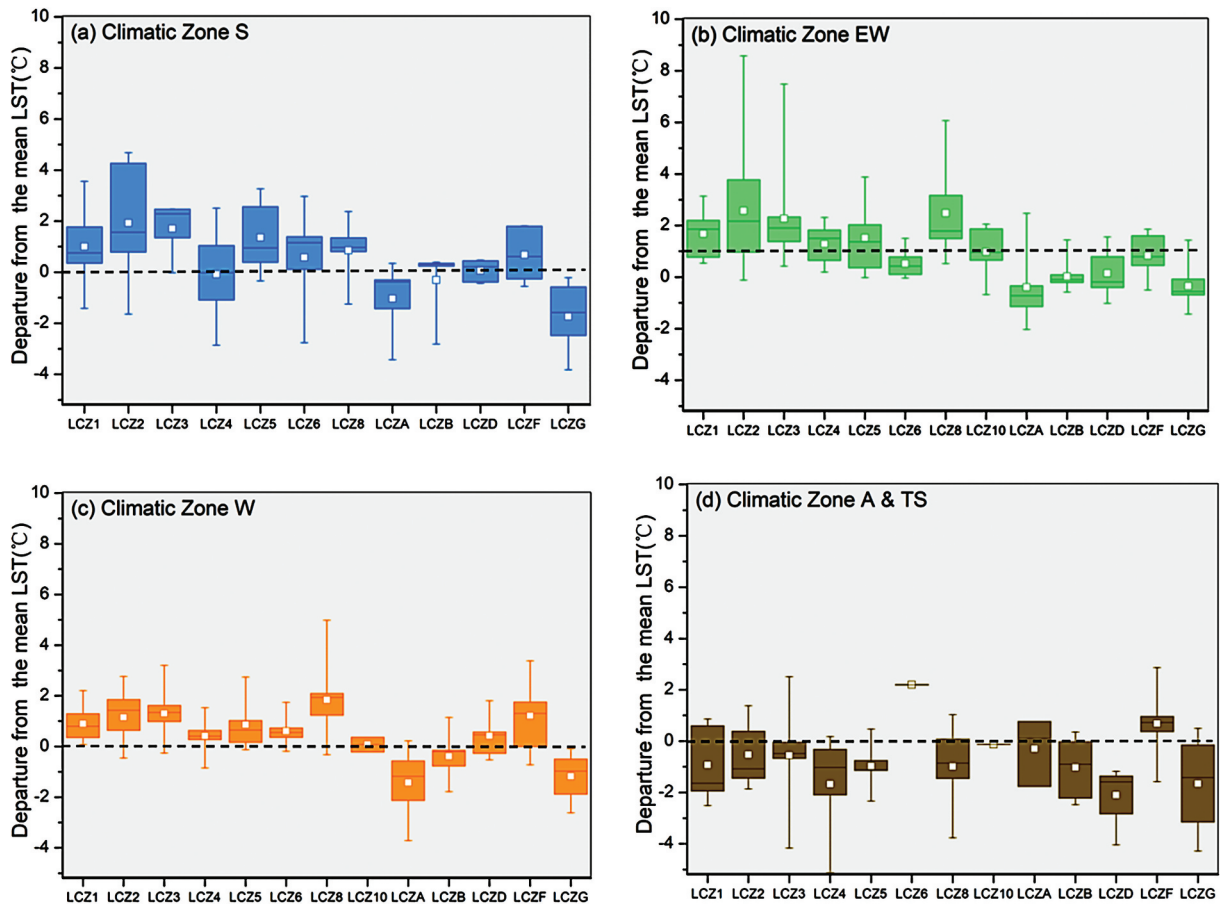 (a) Climatic Zone S
Departure from the mean LST(℃)
10
8
6
4
2
0
-2
-4
LCZ1 LCZ2 LCZ3 LCZ4 LCZ5 LCZ6 LCZ8 LCZA LCZB LCZD LCZF LCZG
(b) Climatic Zone EW
Departure from the mean LST(℃)
10
8
6
4
2
0
-2
-4
LCZ1 LCZ2 LCZ3 LCZ4 LCZ5 LCZ6 LCZ8 LCZ10 LCZA LCZB LCZD LCZF LCZG
(c) Climatic Zone W
Departure from the mean LST(℃)
10
8
6
4
2
0
-2
-4
LCZ1 LCZ2 LCZ3 LCZ4 LCZ5 LCZ6 LCZ8 LCZ10 LCZA LCZB LCZD LCZF LCZG
(d) Climatic Zone A & TS
Departure from the mean LST(℃)
10
8
6
4
2
0
-2
-4
LCZ1 LCZ2 LCZ3 LCZ4 LCZ5 LCZ6 LCZ8 LCZ10 LCZA LCZB LCZD LCZF LCZG